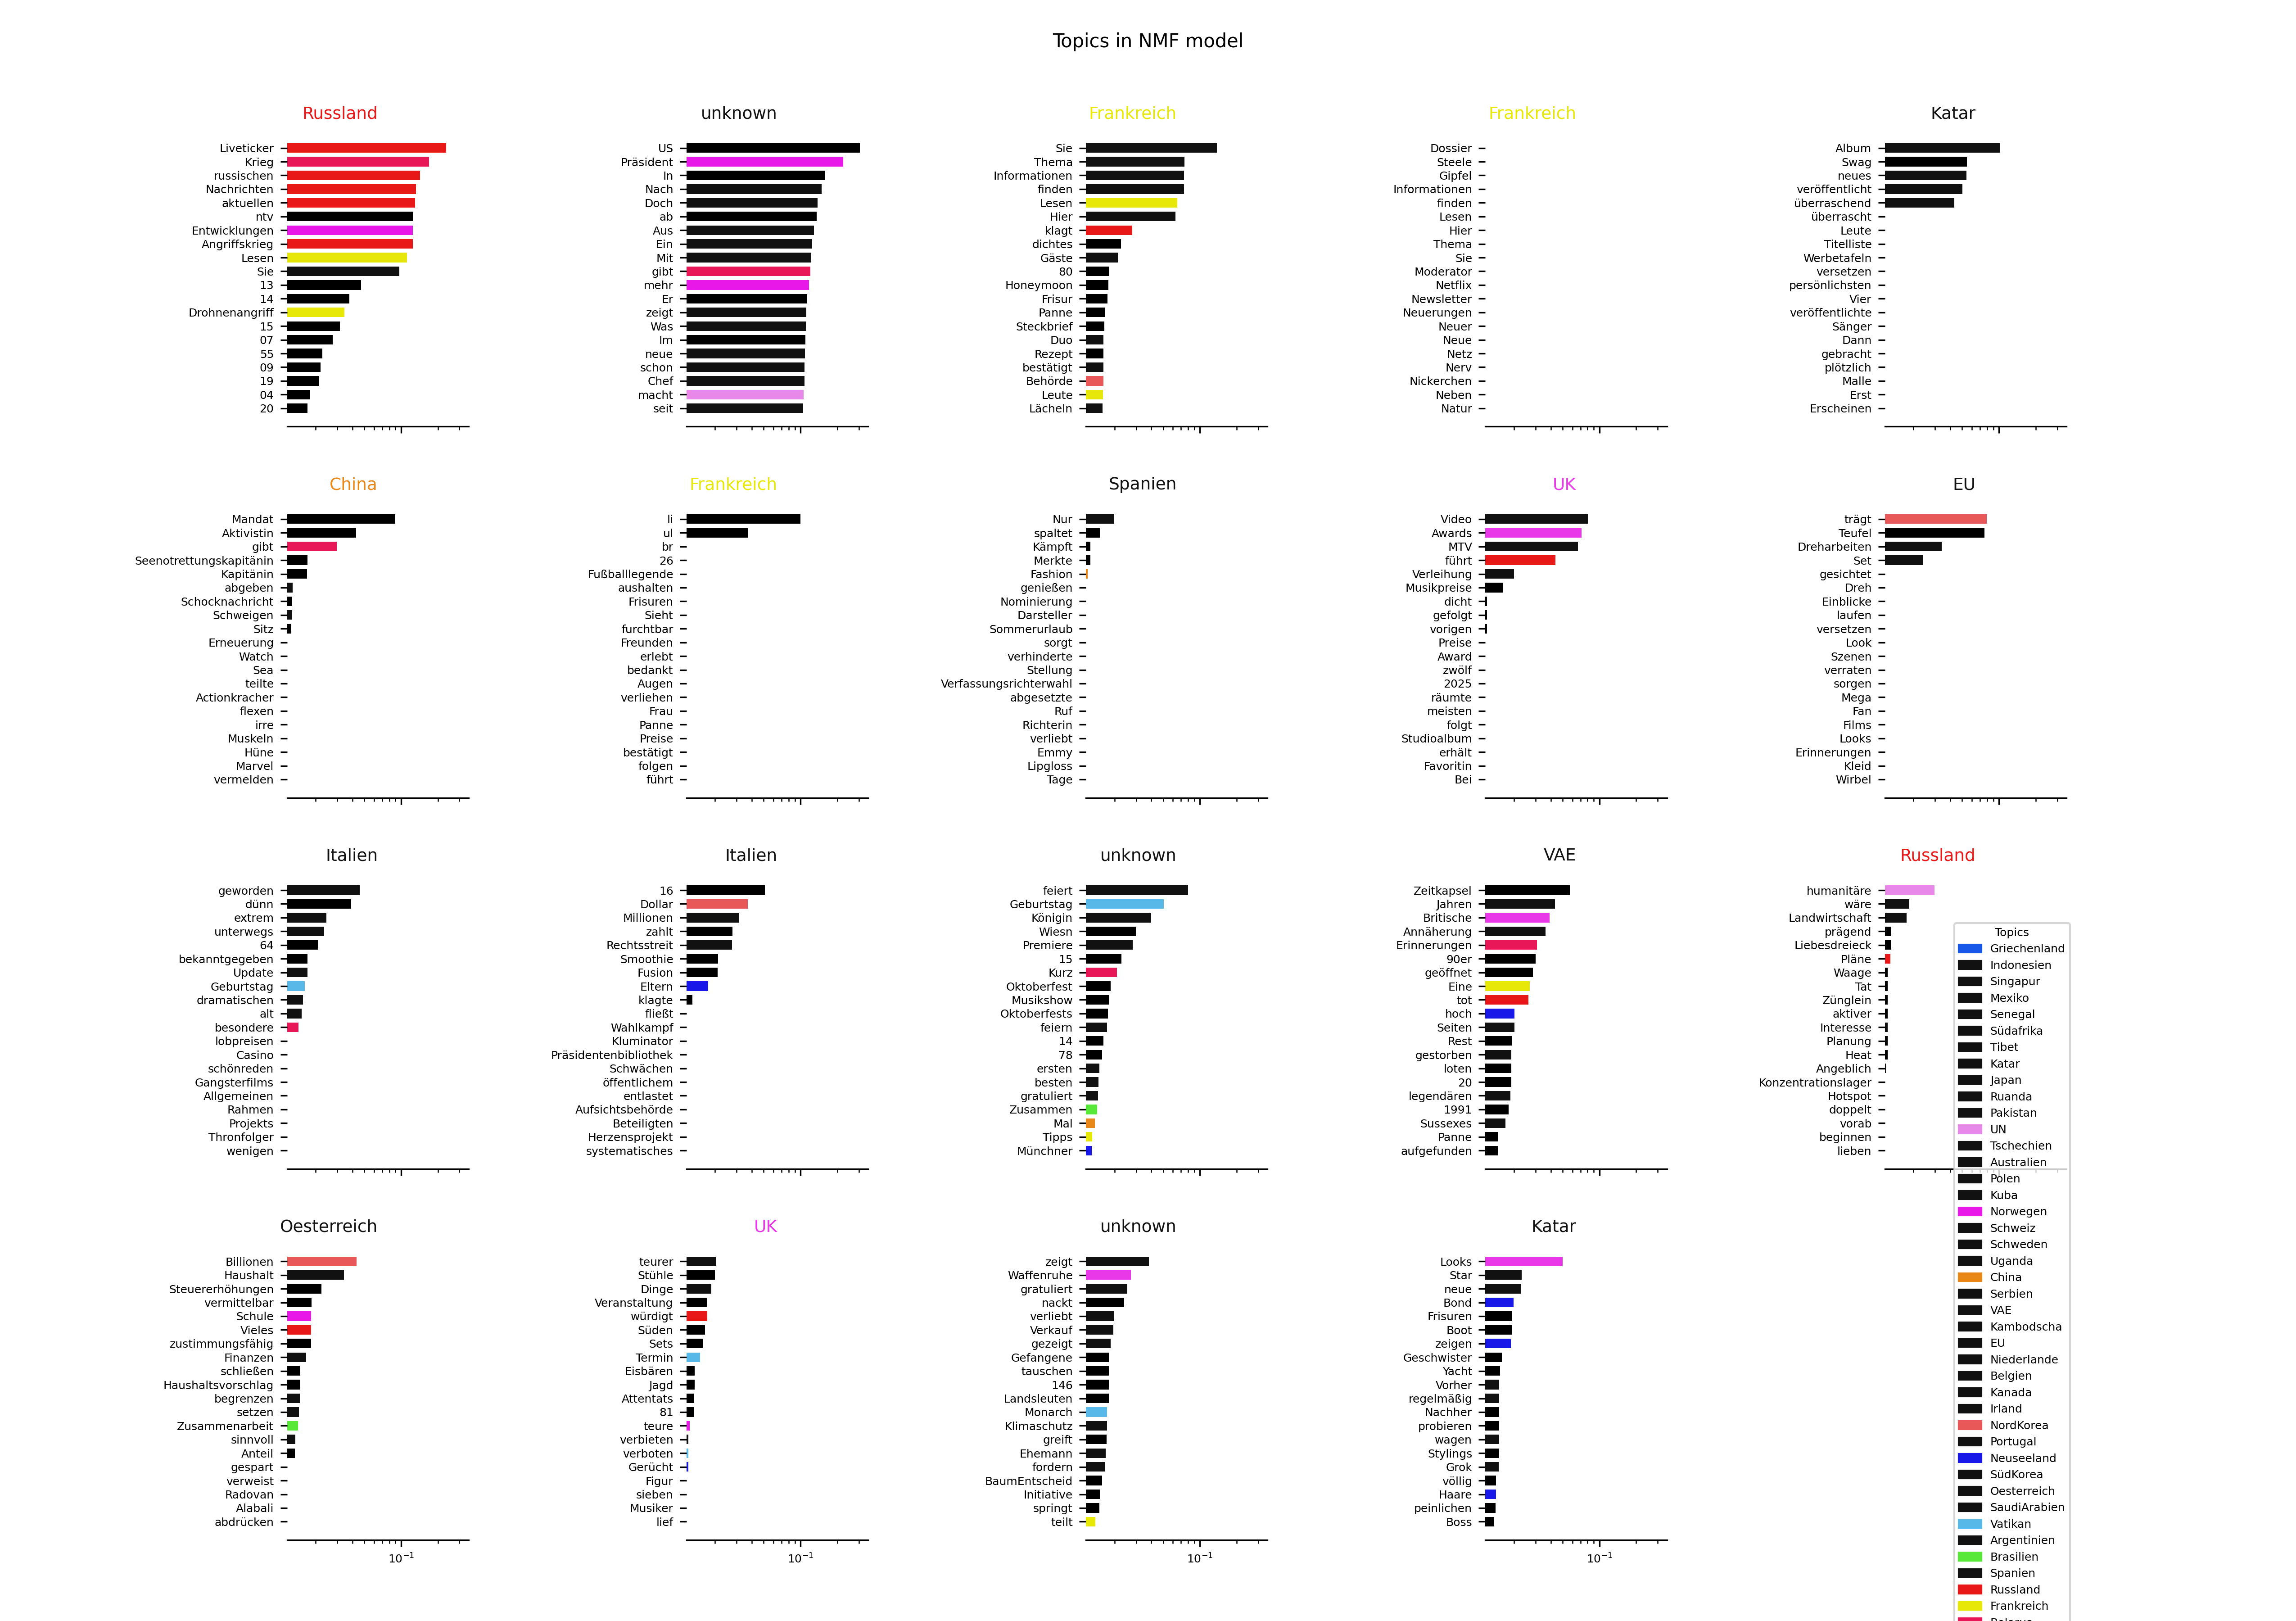 Topics in NMF model
Russland
Liveticker
Krieg
russischen
Nachrichten
aktuellen
ntv
Entwicklungen
Angriffskrieg
Lesen
Sie
13
14
Drohnenangriff
15
07
55
09
19
04
20
unknown
US
Präsident
In
Nach
Doch
ab
Aus
Ein
Mit
gibt
mehr
Er
zeigt
Was
Im
neue
schon
Chef
macht
seit
Frankreich
Sie
Thema
Informationen
finden
Lesen
Hier
klagt
dichtes
Gäste
80
Honeymoon
Frisur
Panne
Steckbrief
Duo
Rezept
bestätigt
Behörde
Leute
Lächeln
Frankreich
Dossier
Steele
Gipfel
Informationen
finden
Lesen
Hier
Thema
Sie
Moderator
Netflix
Newsletter
Neuerungen
Neuer
Neue
Netz
Nerv
Nickerchen
Neben
Natur
Katar
Album
Swag
neues
veröffentlicht
überraschend
überrascht
Leute
Titelliste
Werbetafeln
versetzen
persönlichsten
Vier
veröffentlichte
Sänger
Dann
gebracht
plötzlich
Malle
Erst
Erscheinen
China
Mandat
Aktivistin
gibt
Seenotrettungskapitänin
Kapitänin
abgeben
Schocknachricht
Schweigen
Sitz
Erneuerung
Watch
Sea
teilte
Actionkracher
flexen
irre
Muskeln
Hüne
Marvel
vermelden
Frankreich
li
ul
br
26
Fußballlegende
aushalten
Frisuren
Sieht
furchtbar
Freunden
erlebt
bedankt
Augen
verliehen
Frau
Panne
Preise
bestätigt
folgen
führt
Spanien
Nur
spaltet
Kämpft
Merkte
Fashion
genießen
Nominierung
Darsteller
Sommerurlaub
sorgt
verhinderte
Stellung
Verfassungsrichterwahl
abgesetzte
Ruf
Richterin
verliebt
Emmy
Lipgloss
Tage
UK
Video
Awards
MTV
führt
Verleihung
Musikpreise
dicht
gefolgt
vorigen
Preise
Award
zwölf
2025
räumte
meisten
folgt
Studioalbum
erhält
Favoritin
Bei
EU
trägt
Teufel
Dreharbeiten
Set
gesichtet
Dreh
Einblicke
laufen
versetzen
Look
Szenen
verraten
sorgen
Mega
Fan
Films
Looks
Erinnerungen
Kleid
Wirbel
Italien
geworden
dünn
extrem
unterwegs
64
bekanntgegeben
Update
Geburtstag
dramatischen
alt
besondere
lobpreisen
Casino
schönreden
Gangsterfilms
Allgemeinen
Rahmen
Projekts
Thronfolger
wenigen
Italien
16
Dollar
Millionen
zahlt
Rechtsstreit
Smoothie
Fusion
Eltern
klagte
fließt
Wahlkampf
Kluminator
Präsidentenbibliothek
Schwächen
öffentlichem
entlastet
Aufsichtsbehörde
Beteiligten
Herzensprojekt
systematisches
unknown
feiert
Geburtstag
Königin
Wiesn
Premiere
15
Kurz
Oktoberfest
Musikshow
Oktoberfests
feiern
14
78
ersten
besten
gratuliert
Zusammen
Mal
Tipps
Münchner
VAE
Zeitkapsel
Jahren
Britische
Annäherung
Erinnerungen
90er
geöffnet
Eine
tot
hoch
Seiten
Rest
gestorben
loten
20
legendären
1991
Sussexes
Panne
aufgefunden
Russland
humanitäre
wäre
Landwirtschaft
prägend
Liebesdreieck
Pläne
Waage
Tat
Zünglein
aktiver
Interesse
Planung
Heat
Angeblich
Konzentrationslager
Hotspot
doppelt
vorab
beginnen
lieben
Oesterreich
Billionen
Haushalt
Steuererhöhungen
vermittelbar
Schule
Vieles
zustimmungsfähig
Finanzen
schließen
Haushaltsvorschlag
begrenzen
setzen
Zusammenarbeit
sinnvoll
Anteil
gespart
verweist
Radovan
Alabali
abdrücken
10⁻¹
UK
teurer
Stühle
Dinge
Veranstaltung
würdigt
Süden
Sets
Termin
Eisbären
Jagd
Attentats
81
teure
verbieten
verboten
Gerücht
Figur
sieben
Musiker
lief
10⁻¹
unknown
zeigt
Waffenruhe
gratuliert
nackt
verliebt
Verkauf
gezeigt
Gefangene
tauschen
146
Landsleuten
Monarch
Klimaschutz
greift
Ehemann
fordern
BaumEntscheid
Initiative
springt
teilt
10⁻¹
Katar
Looks
Star
neue
Bond
Frisuren
Boot
zeigen
Geschwister
Yacht
Vorher
regelmäßig
Nachher
probieren
wagen
Stylings
Grok
völlig
Haare
peinlichen
Boss
10⁻¹
Topics
Griechenland
Indonesien
Singapur
Mexiko
Senegal
Südafrika
Tibet
Katar
Japan
Ruanda
Pakistan
UN
Tschechien
Australien
Polen
Kuba
Norwegen
Schweiz
Schweden
Uganda
China
Serbien
VAE
Kambodscha
EU
Niederlande
Belgien
Kanada
Irland
NordKorea
Portugal
Neuseeland
SüdKorea
Oesterreich
SaudiArabien
Vatikan
Argentinien
Brasilien
Spanien
Russland
Frankreich